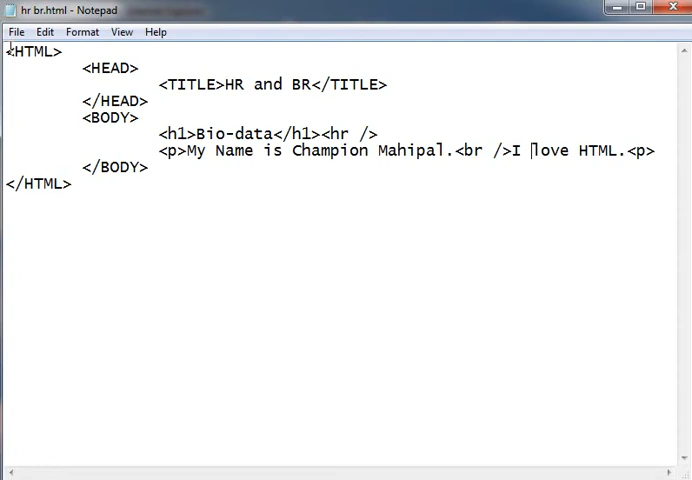 hr br.html - Notepad
File Edit Format View Help
<HTML>
<HEAD>
<TITLE>HR and BR</TITLE>
</HEAD>
<BODY>
<h1>Bio-data</h1><hr />
<p>My Name is Champion Mahipal.<br />I love HTML.<p>
</BODY>
</HTML>